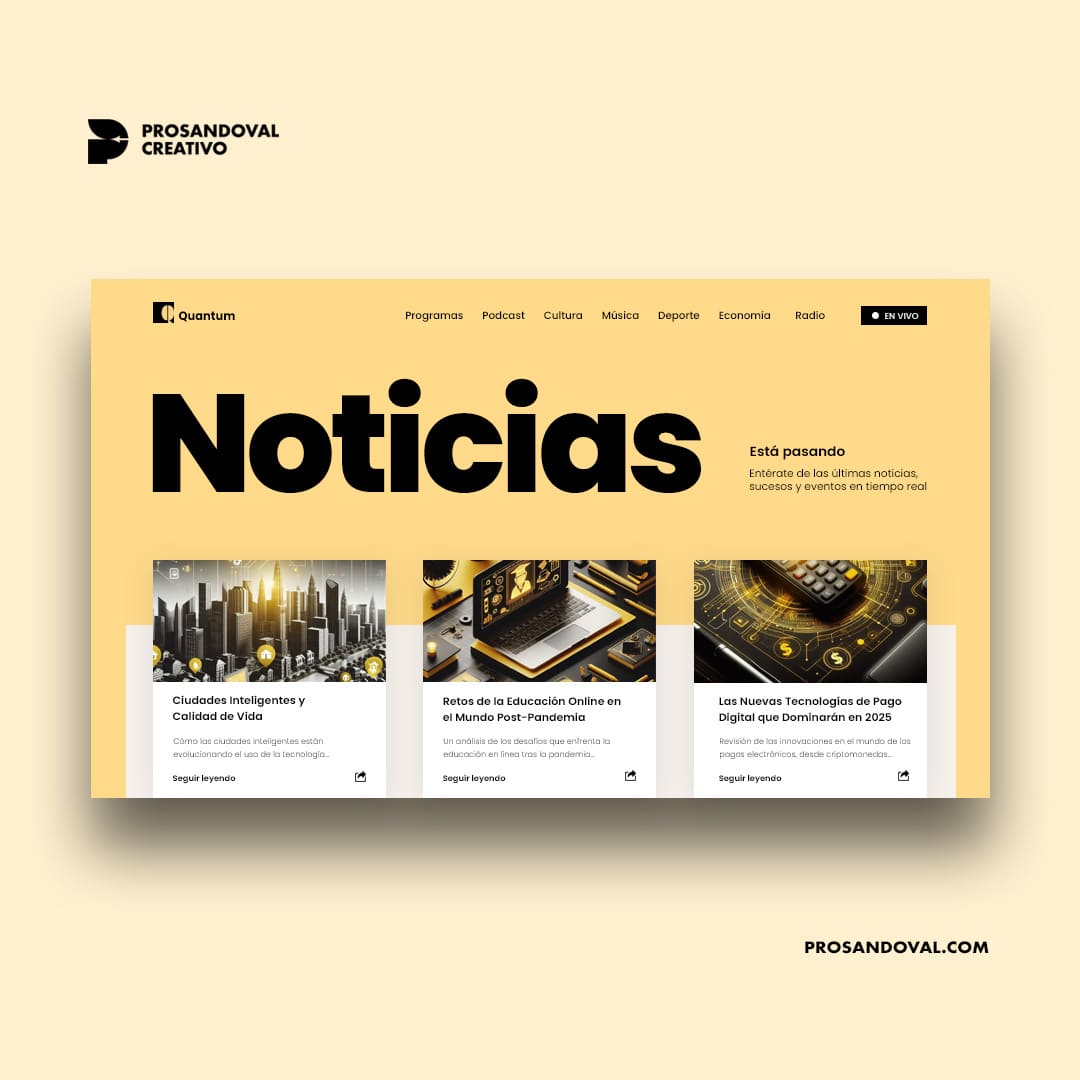 PROSANDOVAL
CREATIVO
Quantum
Programas Podcast Cultura Música Deporte Economía Radio EN VIVO
Noticias
Está pasando
Entérate de las últimas noticias,
sucesos y eventos en tiempo real
Ciudades Inteligentes y
Calidad de Vida
Cómo las ciudades inteligentes están
evolucionando el uso de la tecnología...
Seguir leyendo
Retos de la Educación Online en
el Mundo Post-Pandemia
Un análisis de los desafíos que enfrenta la
educación en línea tras la pandemia...
Seguir leyendo
Las Nuevas Tecnologías de Pago
Digital que Dominarán en 2025
Revisión de las innovaciones en el mundo de los
pagos electrónicos, desde criptomonedas...
Seguir leyendo
PROSANDOVAL.COM